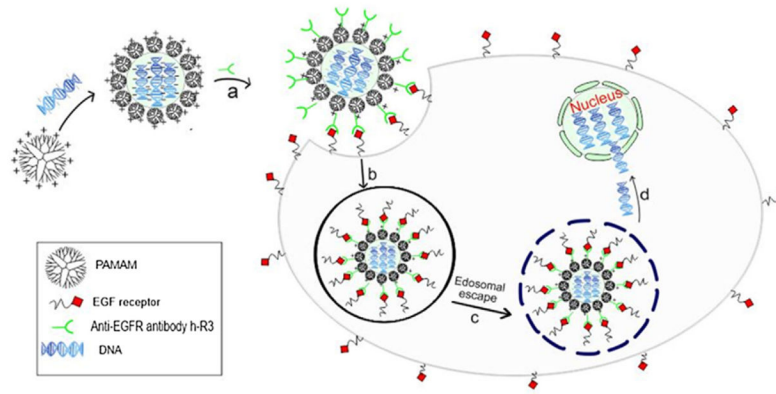 a
Nucleus
b
d
Edosomal
escape
c
PAMAM
EGF receptor
Anti-EGFR antibody h-R3
DNA